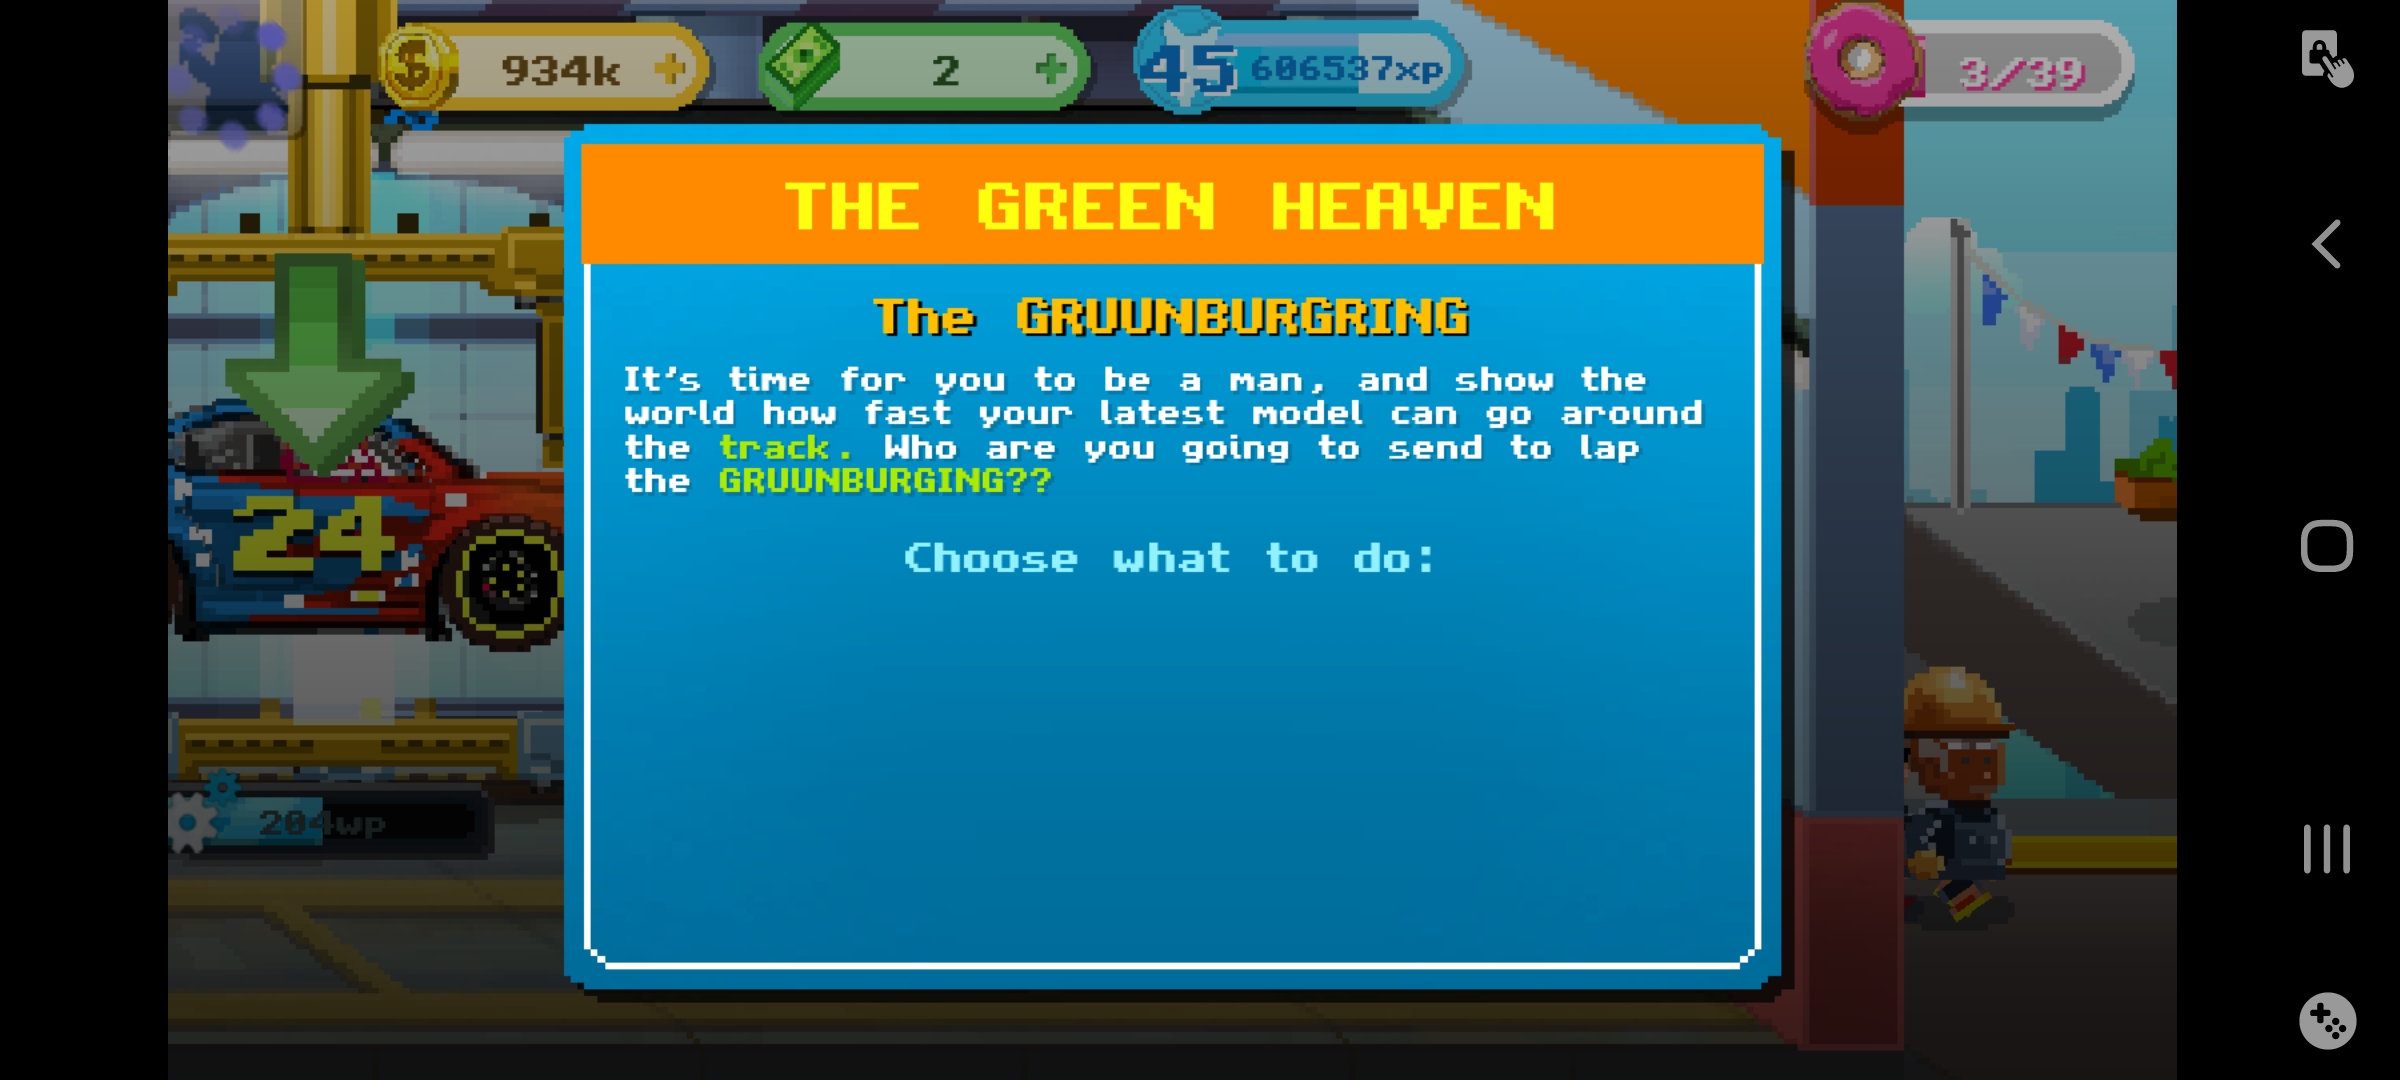 934k
2
45 606537xp
3/39
THE GREEN HEAVEN
The GRUUNBURGRING
It's time for you to be a man, and show the
world how fast your latest model can go around
the track. Who are you going to send to lap
the GRUUNBURGING??
Choose what to do:
24
204wp